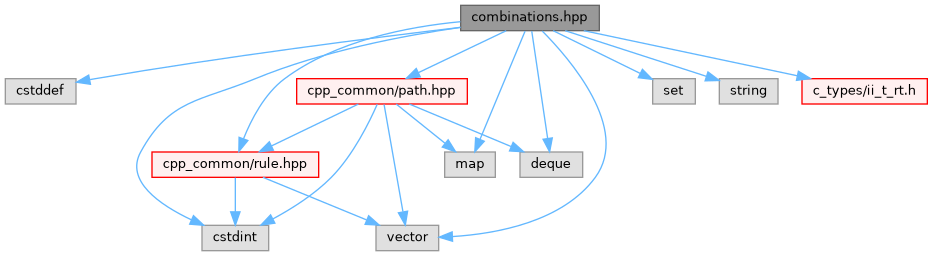 combinations.hpp
cstddef
cpp_common/path.hpp
set
string
c_types/ii_t_rt.h
cpp_common/rule.hpp
map
deque
cstdint
vector